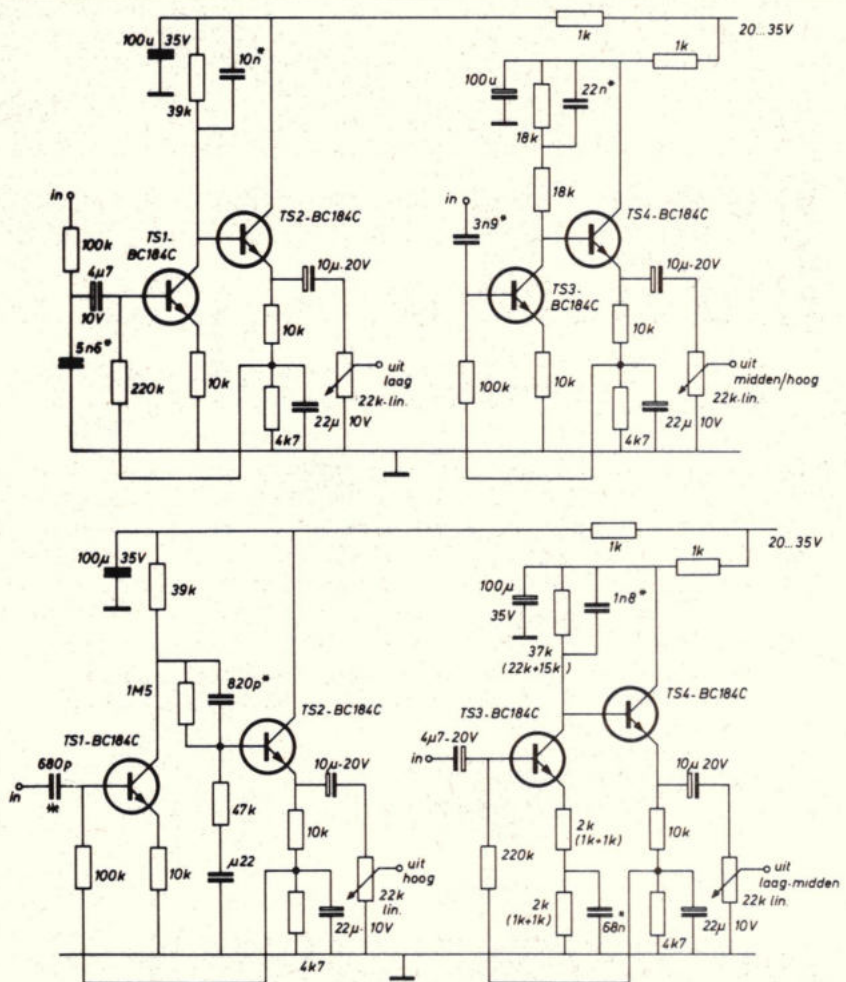 100u 35V
39k
10n*
1k
20...35V
1k
100u
18k
22n*
18k
in
100k
4µ7
10V
5n6*
220k
TS1-
BC184C
10k
TS2-BC184C
10µ-20V
10k
4k7
22µ
uit
laag
22k-lin.
10V
in
3n9*
100k
TS3-
BC184C
10k
TS4-BC184C
10µ-20V
10k
4k7
22µ
uit
midden/hoog
22k-lin.
10V
100µ 35V
39k
1k
20...35V
1k
100µ
35V
37k
(22k+15k)
1n8*
1M5
820p*
TS2-BC184C
TS1-BC184C
680p
*
in
100k
10k
47k
µ22
10µ-20V
10k
4k7
22µ-
uit
hoog
22k
lin.
10V
TS3-BC184C
TS4-BC184C
4µ7-20V
in
220k
2k
(1k+1k)
2k
(1k+1k)
68n*
10µ 20V
10k
4k7
22µ
uit
laag-midden
22k lin.
10V